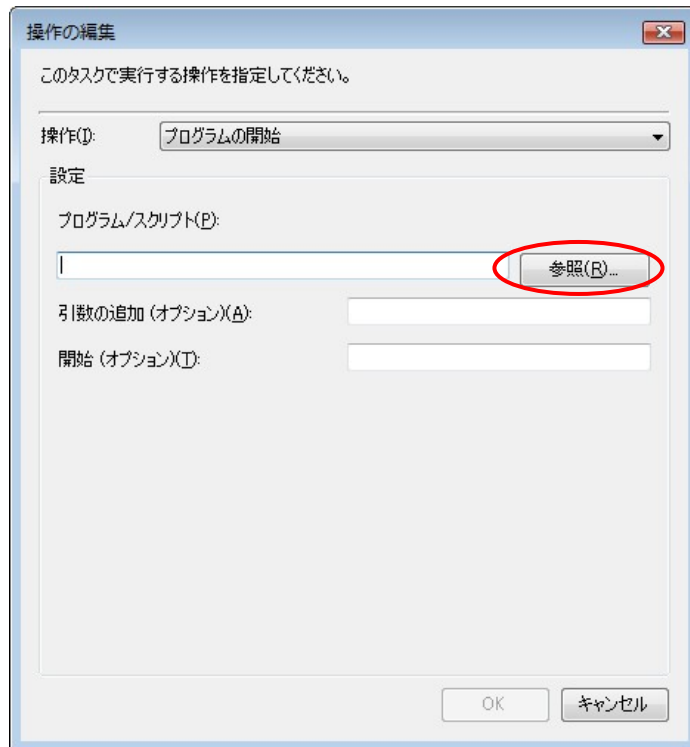 操作の編集
このタスクで実行する操作を指定してください。
操作(I): プログラムの開始
設定
プログラム/スクリプト(P):
参照(R)...
引数の追加 (オプション)(A):
開始 (オプション)(T):
OK キャンセル